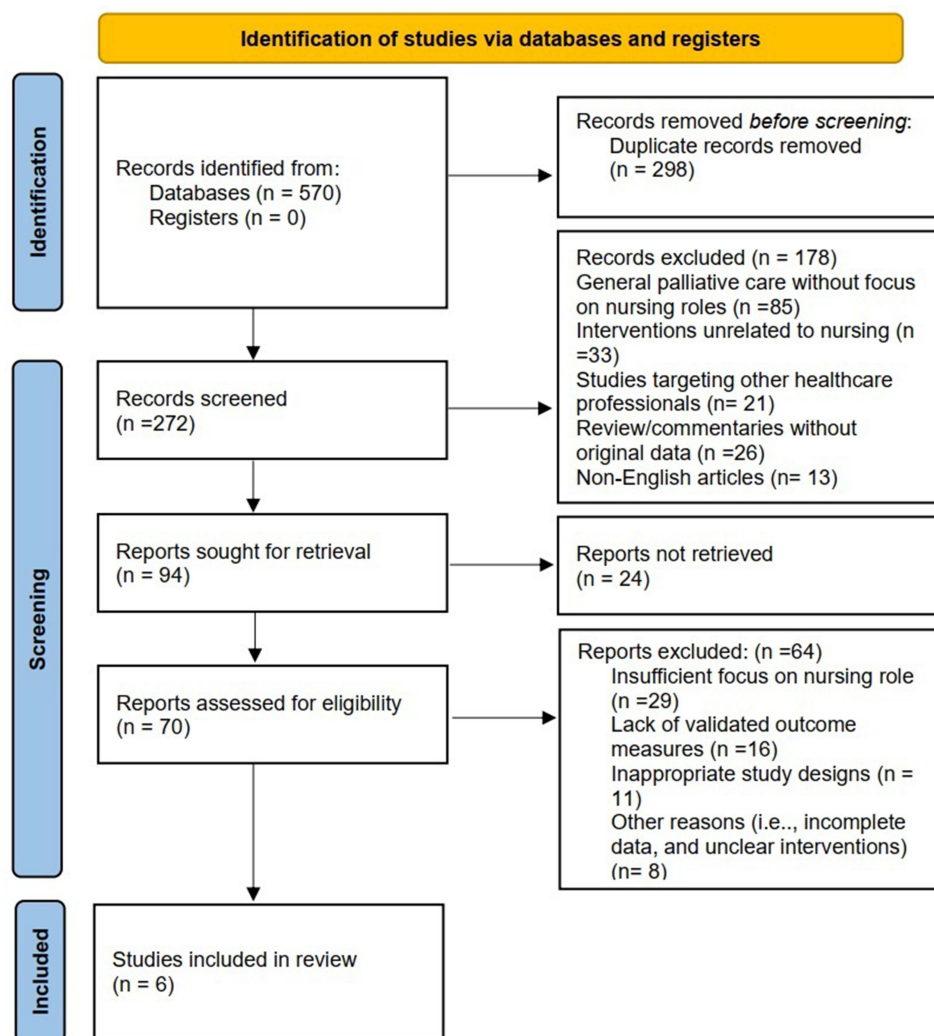 Identification of studies via databases and registers
Identification
Records identified from:
Databases (n = 570)
Registers (n = 0)
Records removed before screening:
Duplicate records removed
(n = 298)
Screening
Records screened
(n =272)
Records excluded (n = 178)
General palliative care without focus
on nursing roles (n =85)
Interventions unrelated to nursing (n
=33)
Studies targeting other healthcare
professionals (n= 21)
Review/commentaries without
original data (n =26)
Non-English articles (n= 13)
Reports sought for retrieval
(n = 94)
Reports not retrieved
(n = 24)
Reports assessed for eligibility
(n = 70)
Reports excluded: (n =64)
Insufficient focus on nursing role
(n =29)
Lack of validated outcome
measures (n =16)
Inappropriate study designs (n =
11)
Other reasons (i.e.., incomplete
data, and unclear interventions)
(n= 8)
Included
Studies included in review
(n = 6)